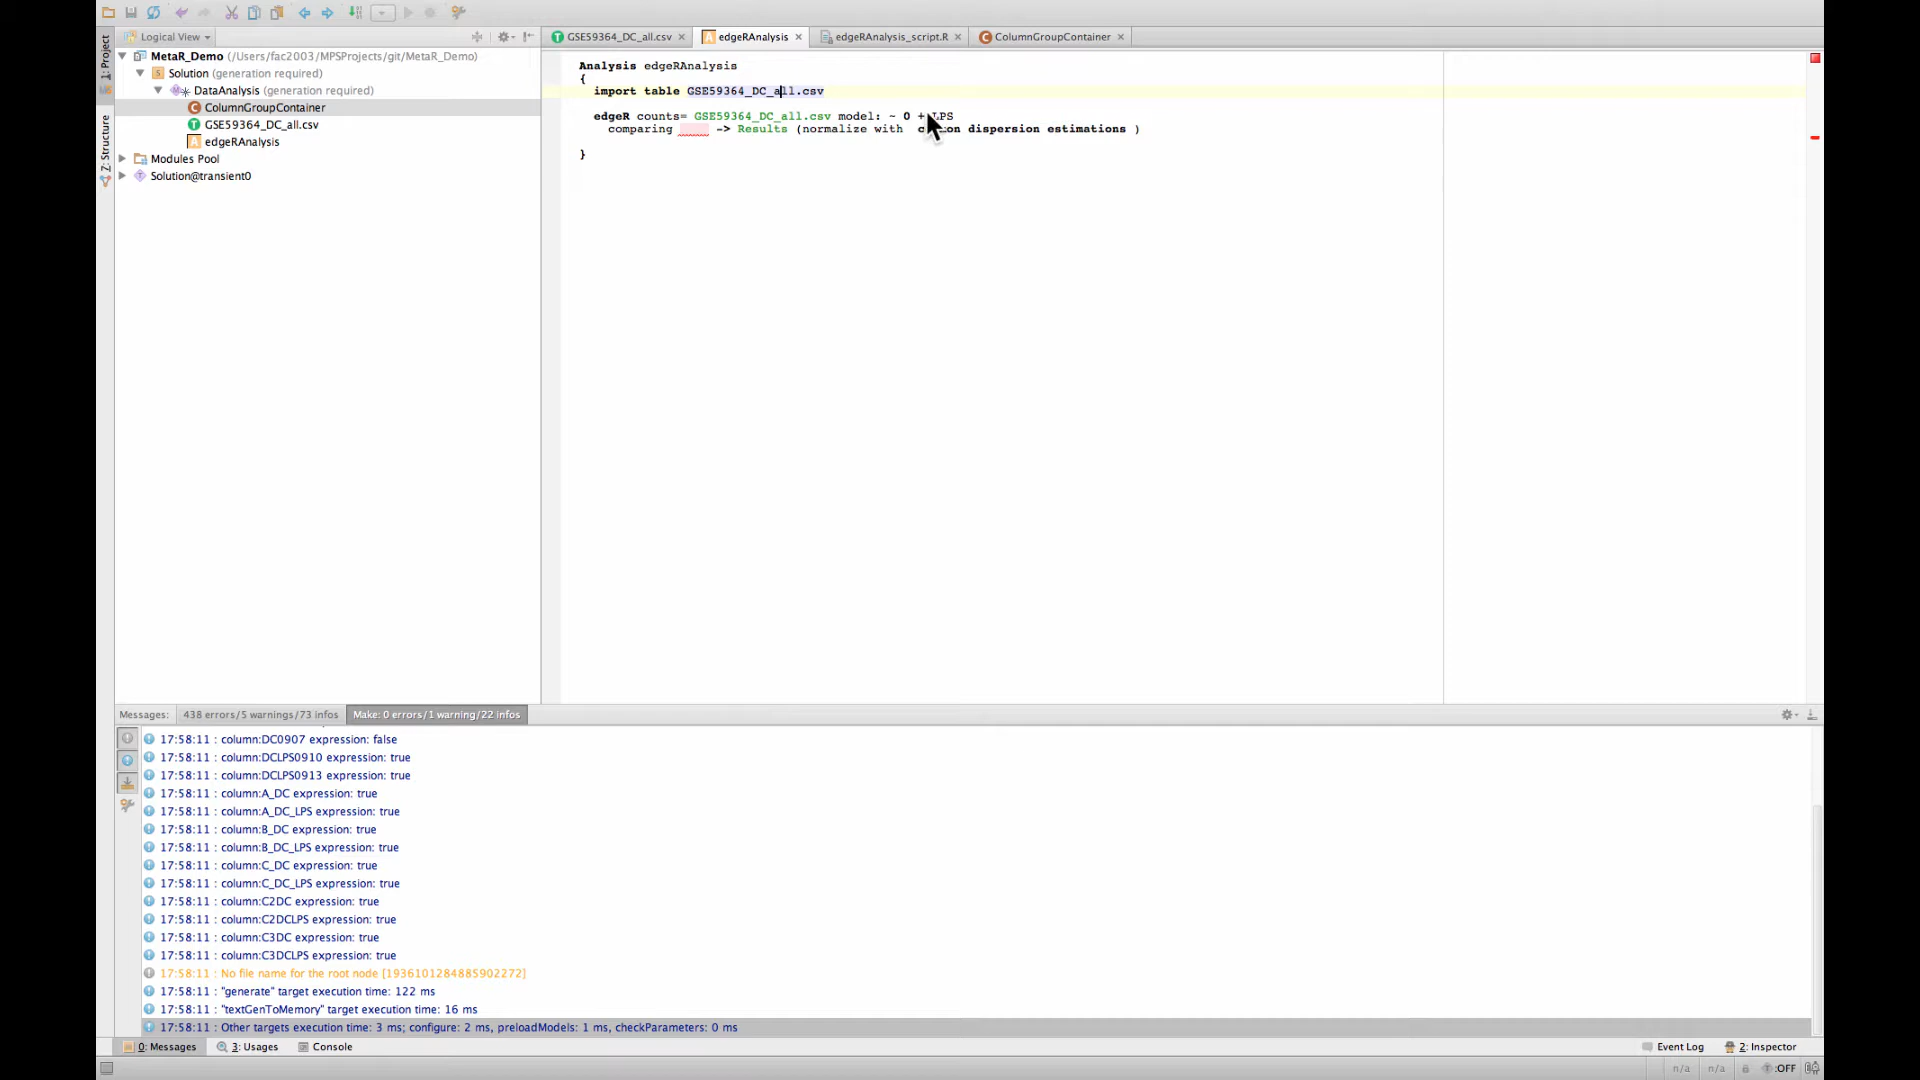 1: Project
Z: Structure
Logical View
MetaR_Demo (/Users/fac2003/MPSProjects/git/MetaR_Demo)
Solution (generation required)
DataAnalysis (generation required)
ColumnGroupContainer
GSE59364_DC_all.csv
edgeRAnalysis
Modules Pool
Solution@transient0
GSE59364_DC_all.csv
edgeRAnalysis
edgeRAnalysis_script.R
ColumnGroupContainer
Analysis edgeRAnalysis
{
import table GSE59364_DC_all.csv
edgeR counts= GSE59364_DC_all.csv model: ~ 0 + LPS
comparing -> Results (normalize with dispersion estimations )
}
Messages: 438 errors/5 warnings/73 infos Make: 0 errors/1 warning/22 infos
17:58:11 : column:DC0907 expression: false
17:58:11 : column:DCLPS0910 expression: true
17:58:11 : column:DCLPS0913 expression: true
17:58:11 : column:A_DC expression: true
17:58:11 : column:A_DC_LPS expression: true
17:58:11 : column:B_DC expression: true
17:58:11 : column:B_DC_LPS expression: true
17:58:11 : column:C_DC expression: true
17:58:11 : column:C_DC_LPS expression: true
17:58:11 : column:C2DC expression: true
17:58:11 : column:C2DCLPS expression: true
17:58:11 : column:C3DC expression: true
17:58:11 : column:C3DCLPS expression: true
17:58:11 : No file name for the root node [1936101284885902272]
17:58:11 : "generate" target execution time: 122 ms
17:58:11 : "textGenToMemory" target execution time: 16 ms
17:58:11 : Other targets execution time: 3 ms; configure: 2 ms, preloadModels: 1 ms, checkParameters: 0 ms
0: Messages 3: Usages Console Event Log 2: Inspector
n/a n/a T:OFF